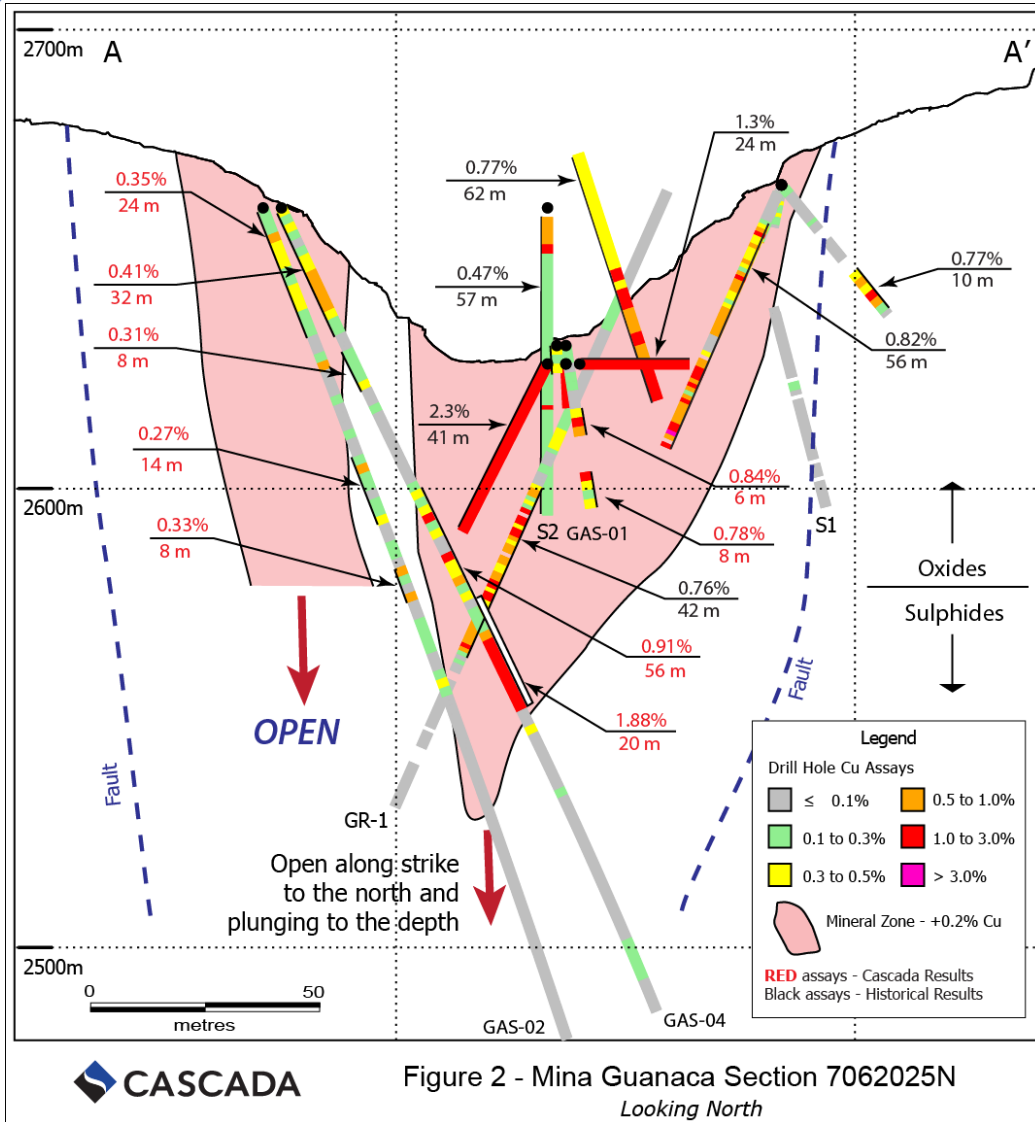 2700m
A
A'
1.3%
24 m
0.77%
62 m
0.35%
24 m
0.47%
57 m
0.77%
10 m
0.41%
32 m
0.82%
56 m
0.31%
8 m
2.3%
41 m
0.27%
14 m
0.84%
6 m
2600m
S2
GAS-01
S1
0.33%
8 m
0.78%
8 m
Oxides
Sulphides
0.76%
42 m
0.91%
56 m
Fault
Fault
OPEN
1.88%
20 m
GR-1
Open along strike
to the north and
plunging to the depth
Legend
Drill Hole Cu Assays
≤ 0.1%
0.5 to 1.0%
0.1 to 0.3%
1.0 to 3.0%
0.3 to 0.5%
> 3.0%
Mineral Zone - +0.2% Cu
RED assays - Cascada Results
Black assays - Historical Results
2500m
0
50
metres
GAS-02
GAS-04
CASCADA
Figure 2 - Mina Guanaca Section 7062025N
Looking North